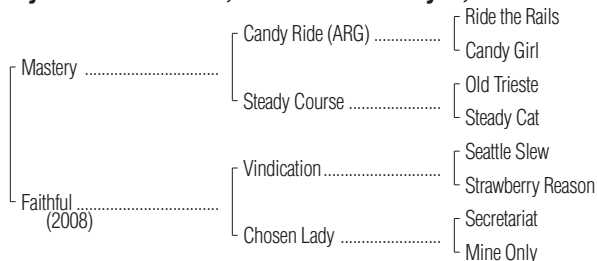 Ride the Rails
Candy Ride (ARG) ................
Candy Girl
Mastery ................................
Old Trieste
Steady Course ......................
Steady Cat
Seattle Slew
Vindication............................
Strawberry Reason
Faithful..................................
(2008)
Secretariat
Chosen Lady ........................
Mine Only